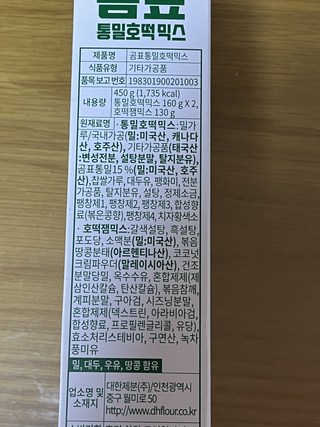 곰표
통밀호떡믹스
제품명 곰표통밀호떡믹스
식품유형 기타가공품
품목보고번호 198301900201003
내용량 450 g (1,735 kcal)
통밀호떡믹스 160 g X 2,
호떡잼믹스 130 g
원재료명 · 통밀호떡믹스:밀가
루/국내가공(밀:미국산, 캐나다
산, 호주산), 기타가공품(태국산
:변성전분, 설탕분말, 탈지분유),
곰표통밀15 %(밀:미국산, 호주
산),찹쌀가루, 대두유, 팽화미, 전분
가공품, 탈지분유, 설탕, 정제소금,
팽창제1, 팽창제2, 팽창제3, 합성향
료(볶은콩향),팽창제4, 치자황색소
· 호떡잼믹스:갈색설탕, 흑설탕,
포도당, 소맥분(밀:미국산), 볶음
땅콩분태(아르헨티나산), 코코넛
크림파우더(말레이시아산), 건조
분말당밀, 옥수수유, 혼합제제(제
삼인산칼슘, 탄산칼슘), 볶음참깨,
계피분말, 구아검, 시즈닝분말,
혼합제제(덱스트린, 아라비아검,
합성향료, 프로필렌글리콜, 유당),
효소처리스테비아, 구연산, 녹차
풍미유
밀, 대두, 우유, 땅콩 함유
업소명 및 소재지 대한제분(주)/인천광역시
중구 월미로 50
http://www.dhflour.co.kr